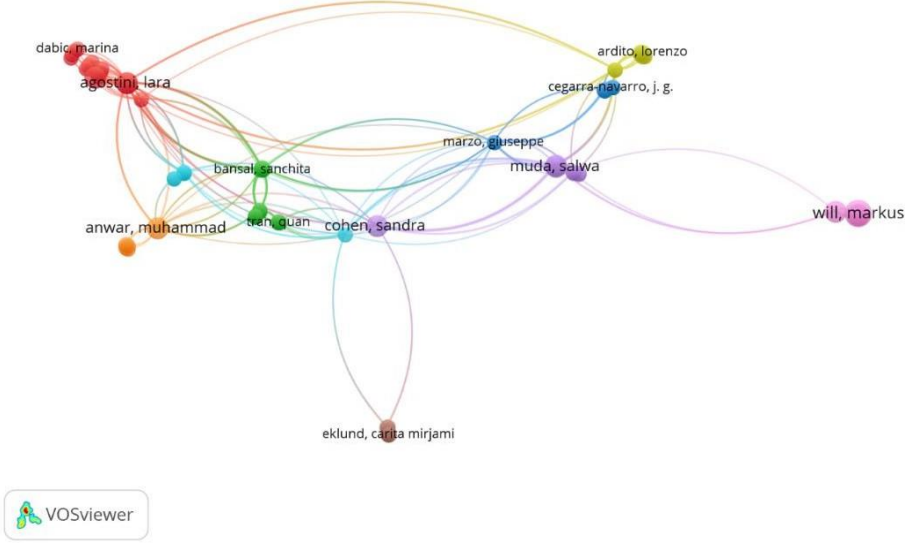 dabic, marina
ardito, lorenzo
agostini, lara
cegarra-navarro, j. g.
marzo, giuseppe
bansal, sanchita
muda, salwa
anwar, muhammad
tran, quan
cohen, sandra
will, markus
eklund, carita mirjami
VOSviewer